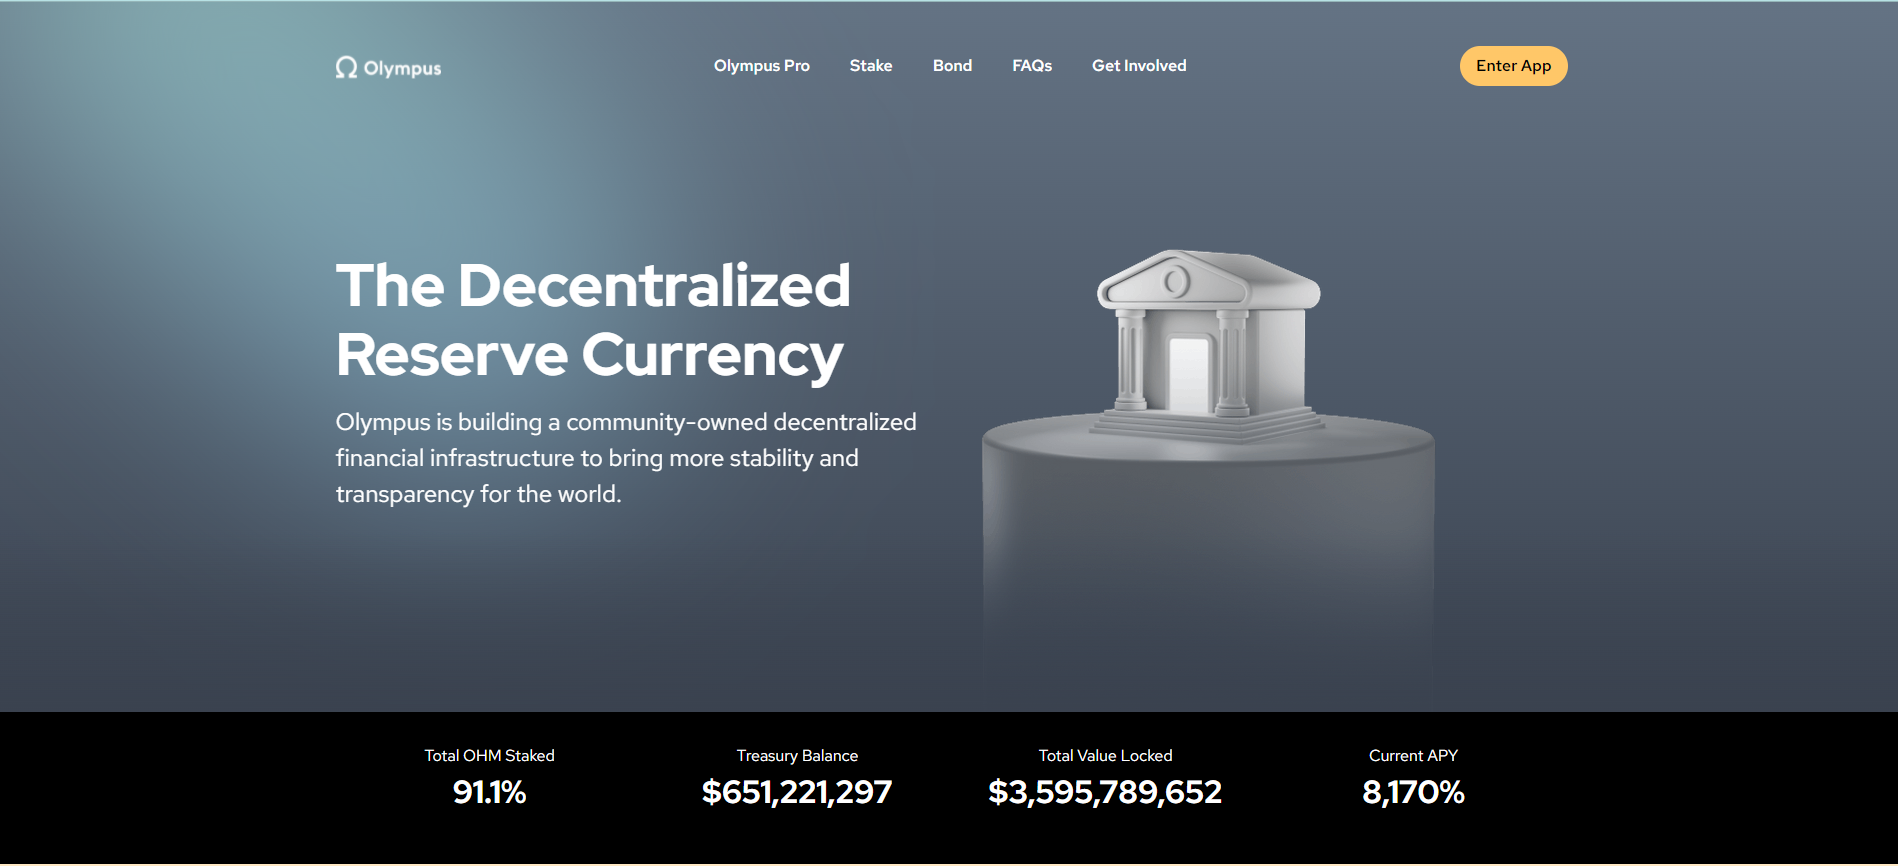 Olympus
Olympus Pro
Stake
Bond
FAQs
Get Involved
Enter App
The Decentralized
Reserve Currency
Olympus is building a community-owned decentralized
financial infrastructure to bring more stability and
transparency for the world.
Total OHM Staked
91.1%
Treasury Balance
$651,221,297
Total Value Locked
$3,595,789,652
Current APY
8,170%